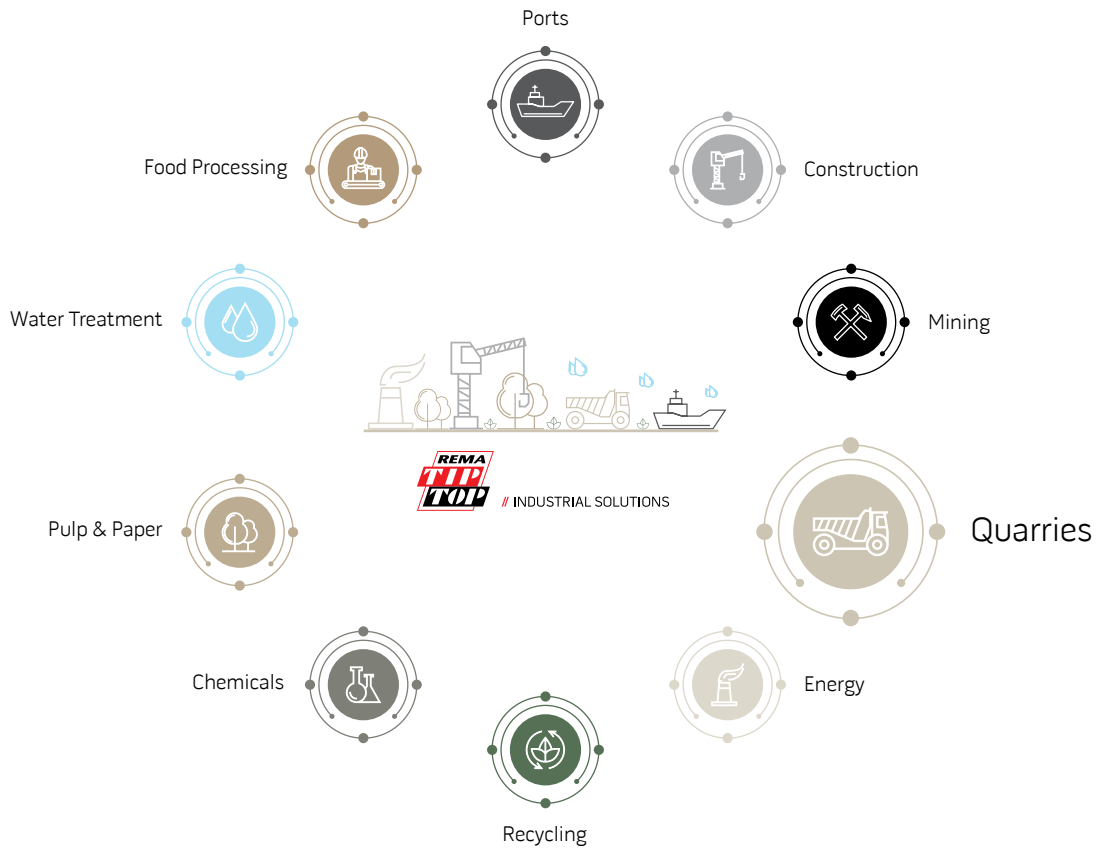 Ports
Food Processing
Construction
Water Treatment
Mining
REMA
TIP
TOP
// INDUSTRIAL SOLUTIONS
Pulp & Paper
Quarries
Chemicals
Energy
Recycling